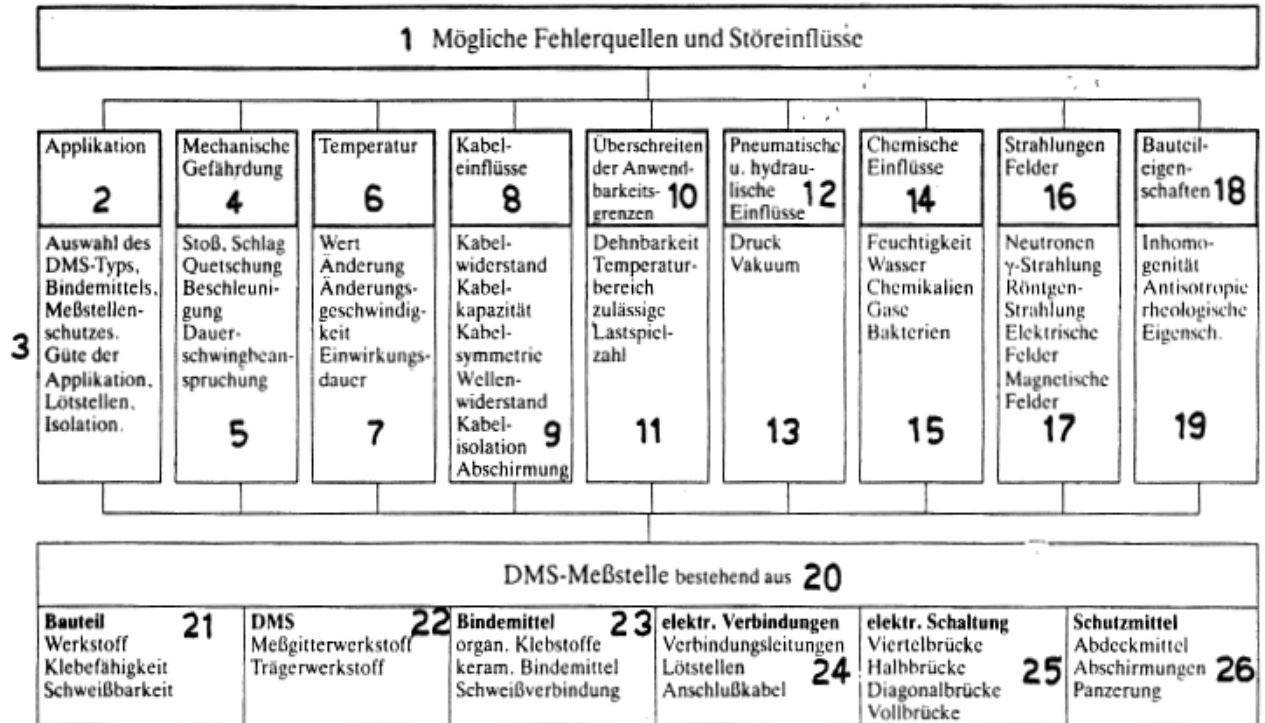 1 Mögliche Fehlerquellen und Störeinflüsse
Applikation
2
Auswahl des
DMS-Typs,
Bindemittels,
Meßstellen-
schutzes.
3
Güte der
Applikation,
Lötstellen,
Isolation.
Mechanische
Gefährdung
4
Stoß, Schlag
Quetschung
Beschleuni-
gung
Dauer-
schwingbean-
spruchung
5
Temperatur
6
Wert
Änderung
Änderungs-
geschwindig-
keit
Einwirkungs-
dauer
7
Kabel-
einflüsse
8
Kabel-
widerstand
Kabel-
kapazität
Kabel-
symmetrie
Wellen-
widerstand
Kabel-
isolation 9
Abschirmung
Überschreiten
der Anwend-
barkeits- 10
grenzen
Dehnbarkeit
Temperatur-
bereich
zulässige
Lastspiel-
zahl
11
Pneumatische
u. hydrau-
lische 12
Einflüsse
Druck
Vakuum
13
Chemische
Einflüsse
14
Feuchtigkeit
Wasser
Chemikalien
Gase
Bakterien
15
Strahlungen
Felder
16
Neutronen
γ-Strahlung
Röntgen-
Strahlung
Elektrische
Felder
Magnetische
Felder
17
Bauteil-
eigen-
schaften 18
Inhomo-
genität
Antisotropie
rheologische
Eigensch.
19
DMS-Meßstelle bestehend aus 20
Bauteil 21
Werkstoff
Klebefähigkeit
Schweißbarkeit
DMS 22
Meßgitterwerkstoff
Trägerwerkstoff
Bindemittel 23
organ. Klebstoffe
keram. Bindemittel
Schweißverbindung
elektr. Verbindungen
Verbindungsleitungen
Lötstellen 24
Anschlußkabel
elektr. Schaltung
Viertelbrücke
Halbbrücke 25
Diagonalbrücke
Vollbrücke
Schutzmittel
Abdeckmittel
Abschirmungen 26
Panzerung